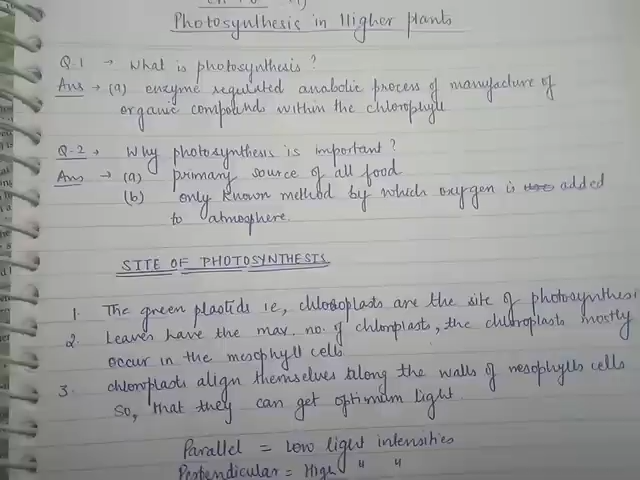 Photosynthesis in Higher plants
Q.1 → What is photosynthesis?
Ans → (a) enzyme regulated anabolic process of manufacture of
organic compounds within the chlorophyll
Q-2 → Why photosynthesis is important?
Ans → (a) primary source of all food
(b) only known method by which oxygen is added
to atmosphere.
SITE OF PHOTOSYNTHESIS
1. The green plastids ie, chloroplasts are the site of photosynthesi
2. Leaves have the max. no. of chlorplasts, the chloroplasts mostly
occur in the mesophyll cells
3. chloroplasts align themselves along the walls of mesophylls cells
so, that they can get optimum light.
Parallel = Low light intensities
Perpendicular = High " "